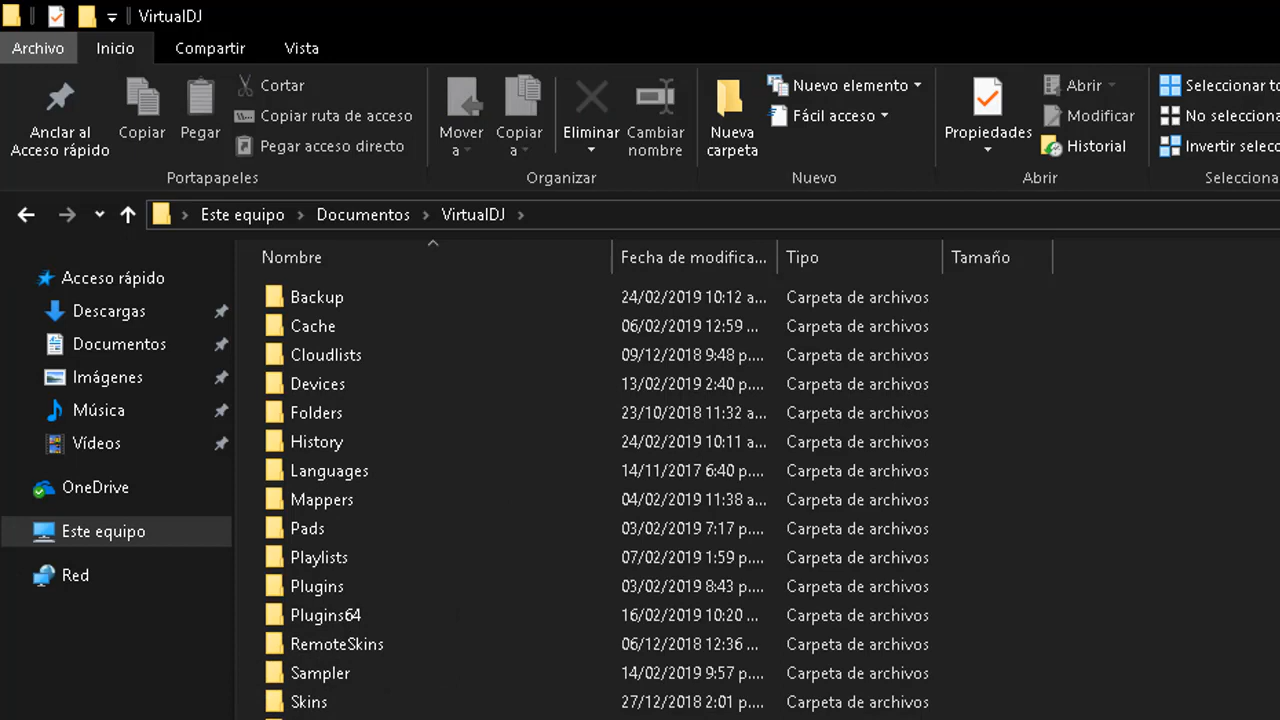 VirtualDJ
Archivo Inicio Compartir Vista
Anclar al Acceso rápido
Copiar
Pegar
Cortar
Copiar ruta de acceso
Pegar acceso directo
Portapapeles
Mover a
Copiar a
Eliminar
Cambiar nombre
Organizar
Nueva carpeta
Nuevo elemento
Fácil acceso
Nuevo
Propiedades
Abrir
Modificar
Historial
Abrir
Seleccionar to
No selecciona
Invertir selecc
Selecciona
Este equipo > Documentos > VirtualDJ >
Acceso rápido
Descargas
Documentos
Imágenes
Música
Vídeos
OneDrive
Este equipo
Red
Nombre Fecha de modifica... Tipo Tamaño
Backup 24/02/2019 10:12 a... Carpeta de archivos
Cache 06/02/2019 12:59 ... Carpeta de archivos
Cloudlists 09/12/2018 9:48 p.... Carpeta de archivos
Devices 13/02/2019 2:40 p.... Carpeta de archivos
Folders 23/10/2018 11:32 a... Carpeta de archivos
History 24/02/2019 10:11 a... Carpeta de archivos
Languages 14/11/2017 6:40 p.... Carpeta de archivos
Mappers 04/02/2019 11:38 a... Carpeta de archivos
Pads 03/02/2019 7:17 p.... Carpeta de archivos
Playlists 07/02/2019 1:59 p.... Carpeta de archivos
Plugins 03/02/2019 8:43 p.... Carpeta de archivos
Plugins64 16/02/2019 10:20 ... Carpeta de archivos
RemoteSkins 06/12/2018 12:36 ... Carpeta de archivos
Sampler 14/02/2019 9:57 p.... Carpeta de archivos
Skins 27/12/2018 2:01 p.... Carpeta de archivos